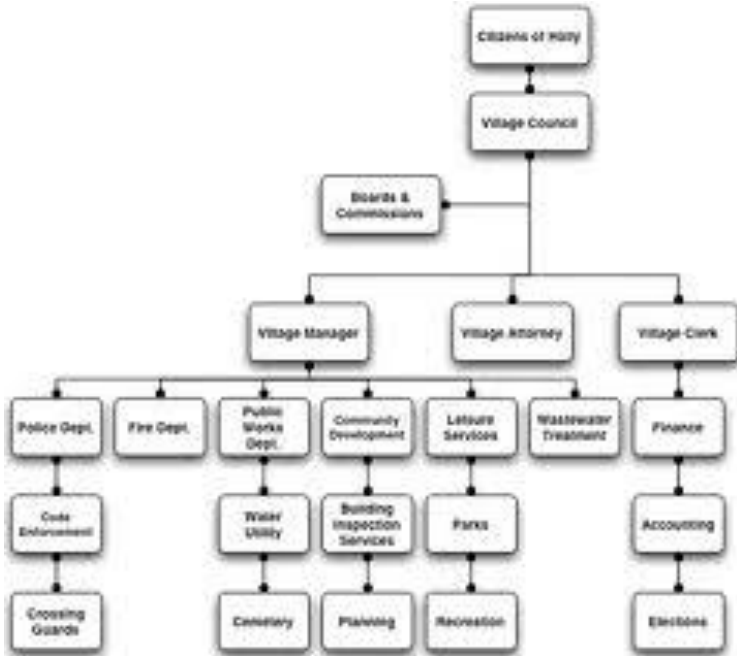 Citizens of Holly
Village Council
Boards &
Commissions
Village Manager
Village Attorney
Village Clerk
Police Dept.
Fire Dept.
Public
Works
Dept.
Community
Development
Leisure
Services
Wastewater
Treatment
Finance
Code
Enforcement
Water
Utility
Building
Inspection
Services
Parks
Accounting
Crossing
Guards
Cemetery
Planning
Recreation
Elections